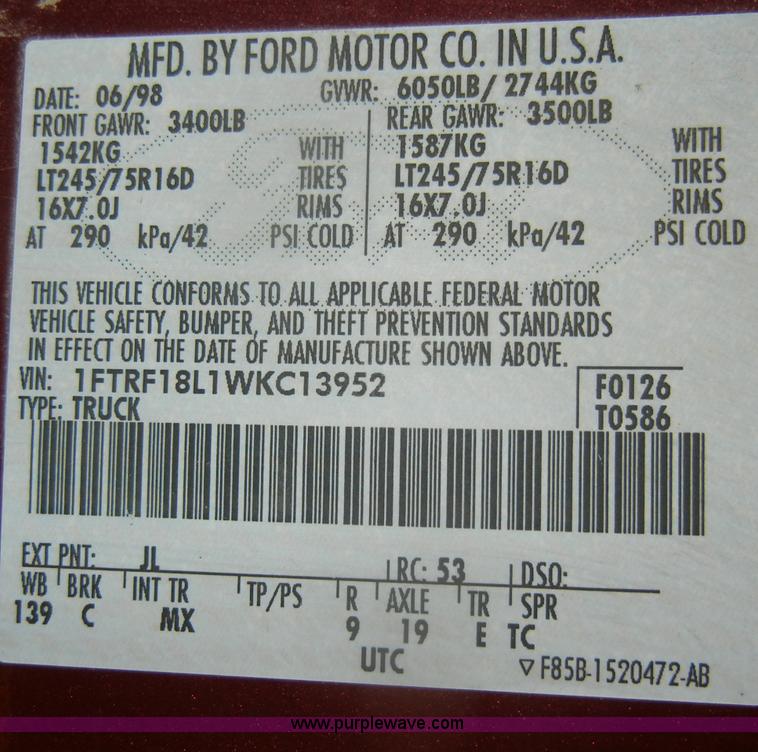 MFD. BY FORD MOTOR CO. IN U.S.A.
DATE: 06/98 GVWR: 6050LB/ 2744KG
FRONT GAWR: 3400LB REAR GAWR: 3500LB
1542KG WITH 1587KG WITH
LT245/75R16D TIRES LT245/75R16D TIRES
16X7.0J RIMS 16X7.0J RIMS
AT 290 kPa/42 PSI COLD AT 290 kPa/42 PSI COLD
THIS VEHICLE CONFORMS TO ALL APPLICABLE FEDERAL MOTOR
VEHICLE SAFETY, BUMPER, AND THEFT PREVENTION STANDARDS
IN EFFECT ON THE DATE OF MANUFACTURE SHOWN ABOVE.
VIN: 1FTRF18L1WKC13952 F0126
TYPE: TRUCK T0586
EXT PNT: JL RC: 53 DSO:
WB BRK INT TR TP/PS R AXLE TR SPR
139 C MX 9 19 E TC
UTC ▽F85B-1520472-AB
www.purplewave.com